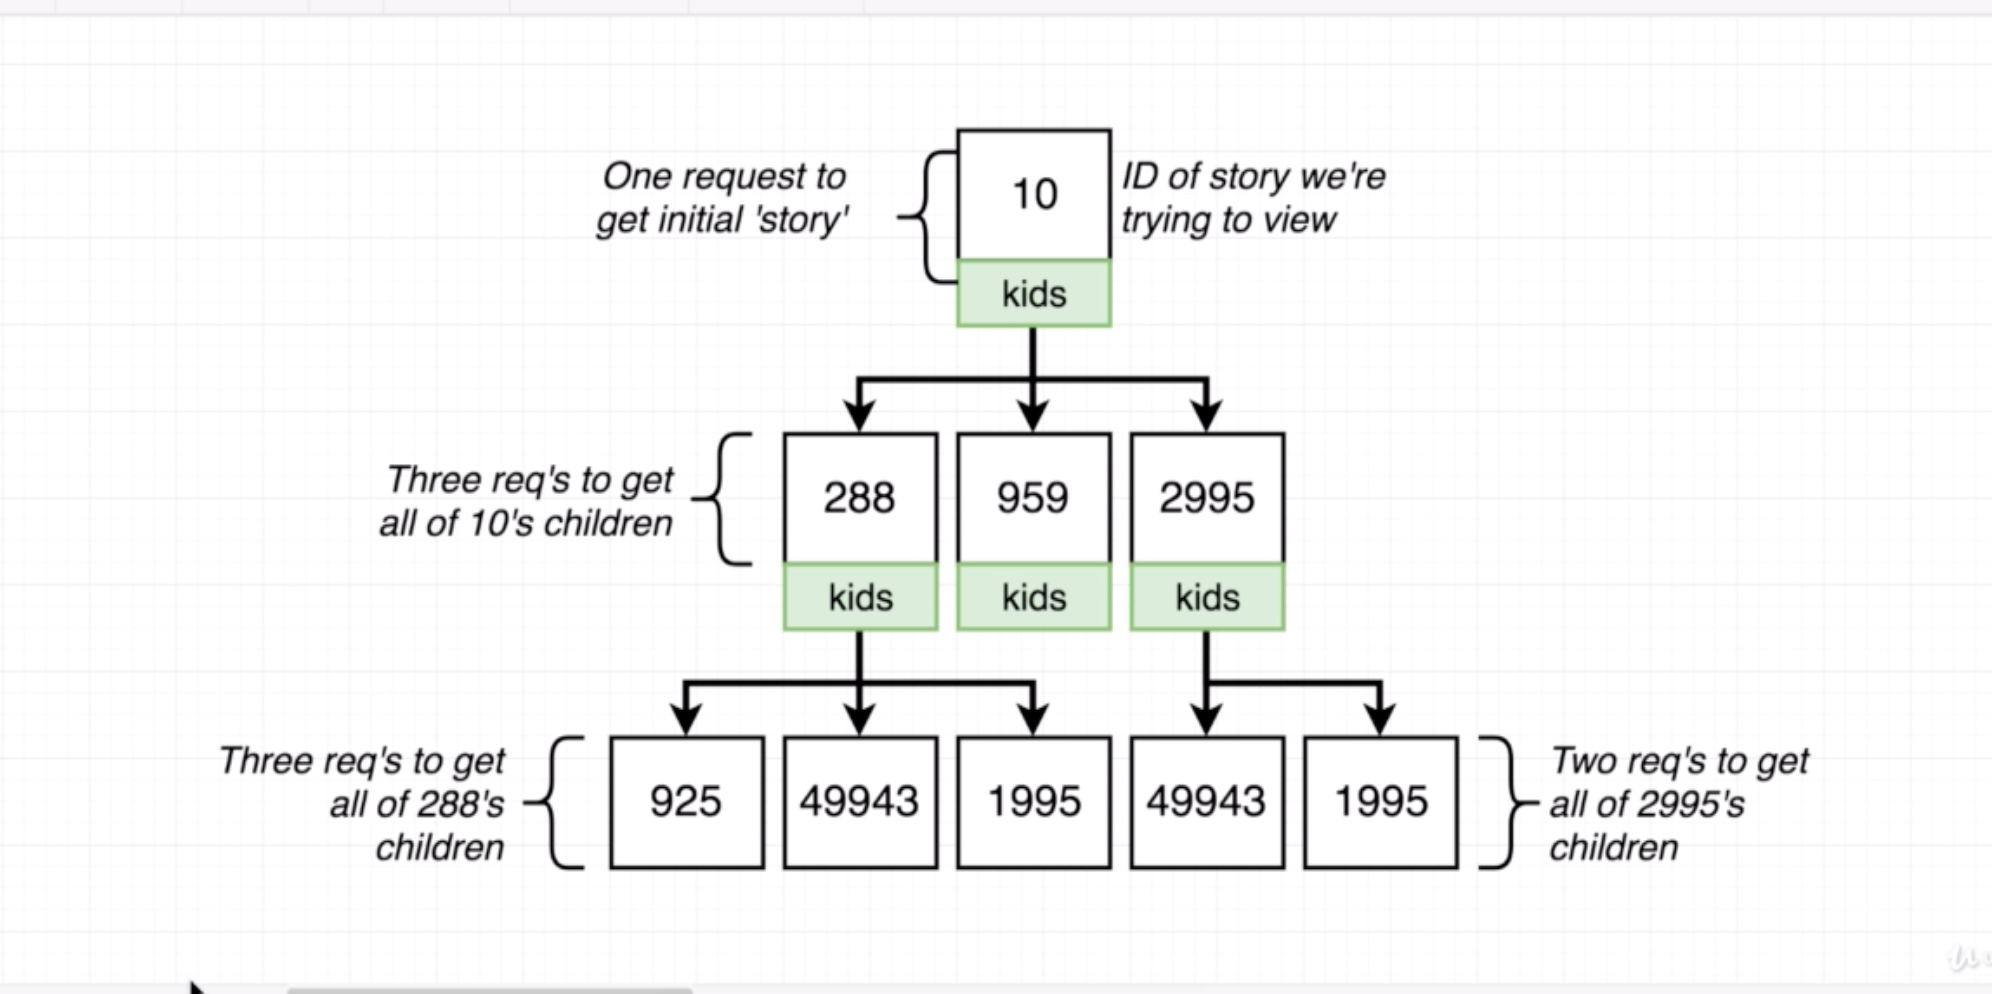 One request to
get initial 'story'
10
ID of story we're
trying to view
kids
Three req's to get
all of 10's children
288
959
2995
kids
kids
kids
Three req's to get
all of 288's
children
925
49943
1995
49943
1995
Two req's to get
all of 2995's
children